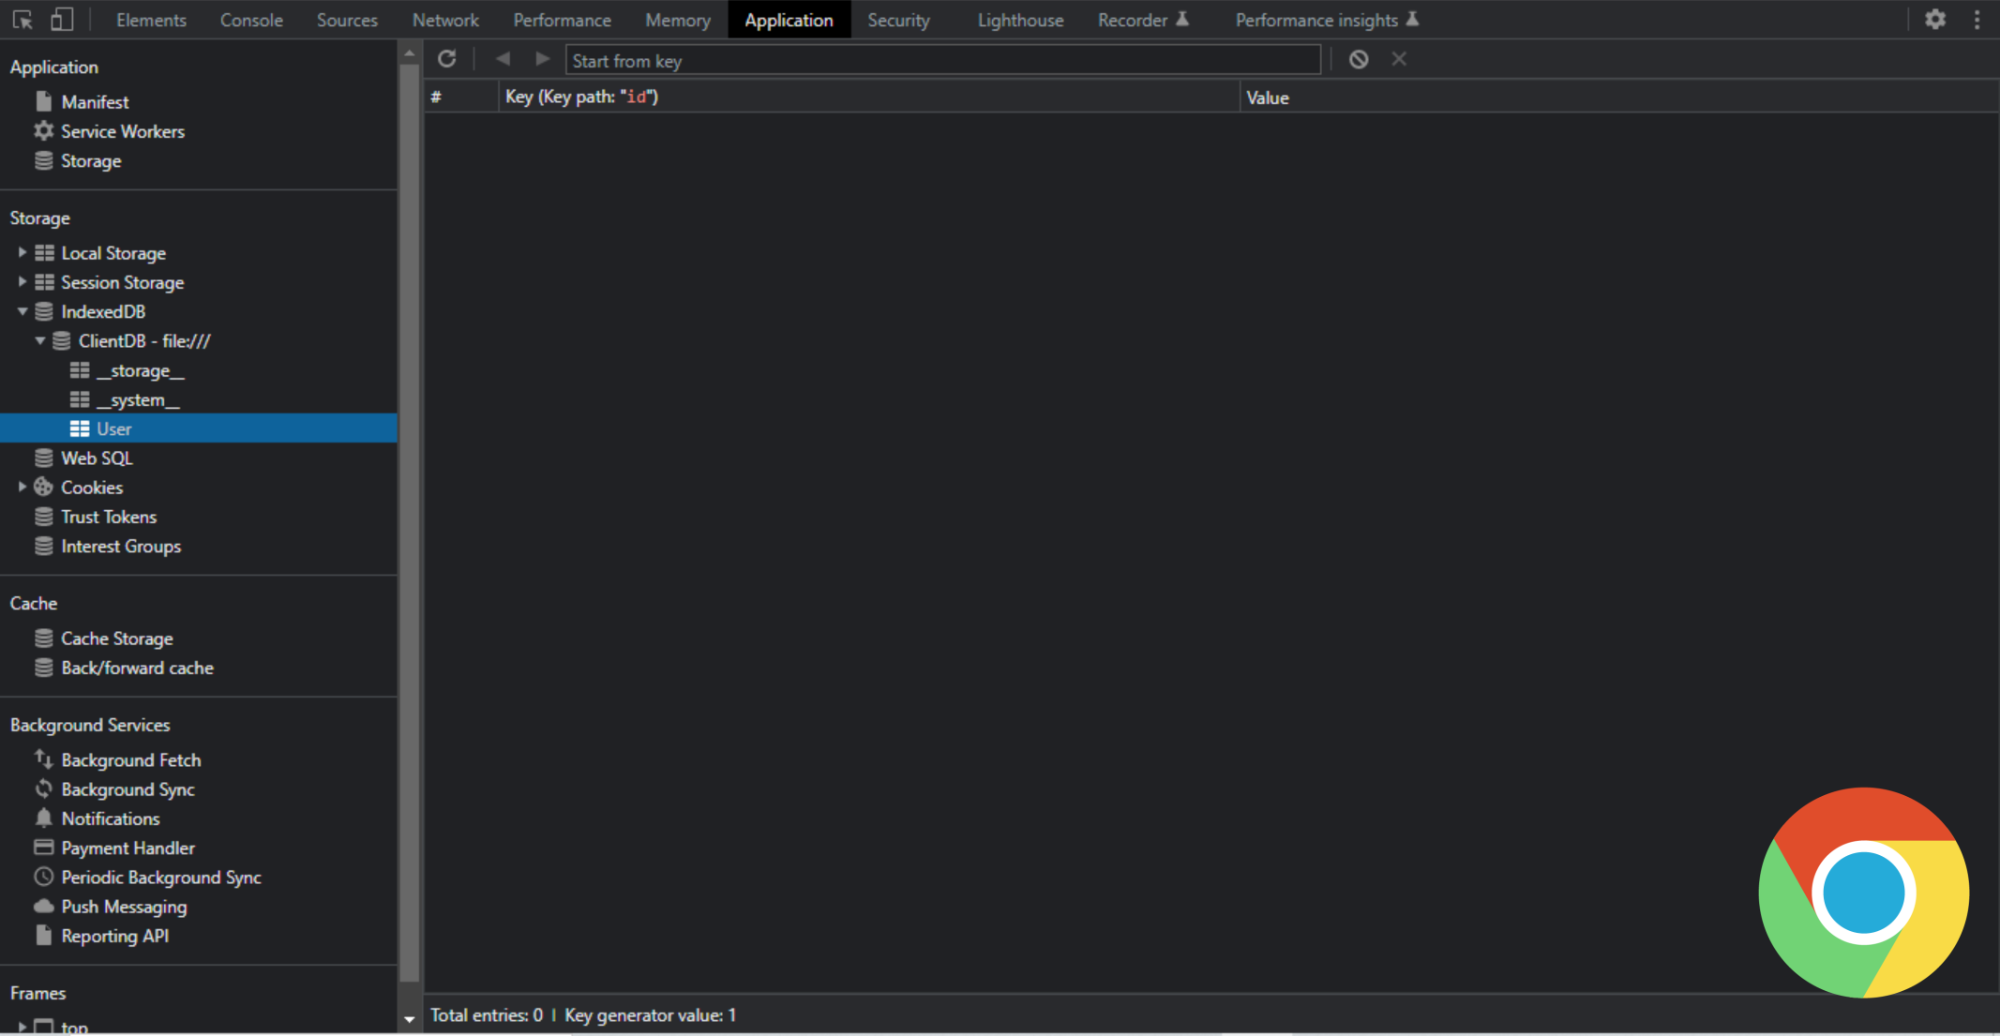 Elements Console Sources Network Performance Memory Application Security Lighthouse Recorder Performance insights
Application
Manifest
Service Workers
Storage
Storage
Local Storage
Session Storage
IndexedDB
ClientDB - file:///
__storage__
__system__
User
Web SQL
Cookies
Trust Tokens
Interest Groups
Cache
Cache Storage
Back/forward cache
Background Services
Background Fetch
Background Sync
Notifications
Payment Handler
Periodic Background Sync
Push Messaging
Reporting API
Frames
top
Start from key
# Key (Key path: "id") Value
Total entries: 0 | Key generator value: 1